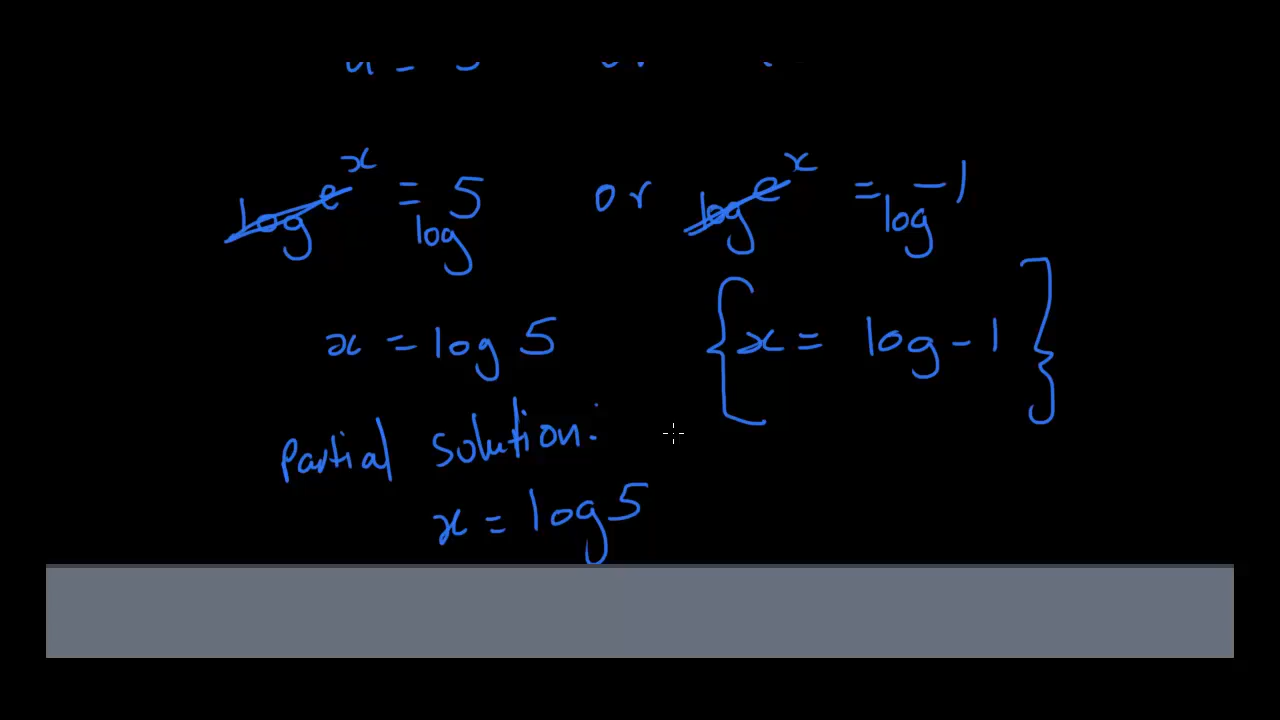 log e^x = log 5 or log e^x = log -1
x = log 5 { x = log -1 }
Partial solution:
x = log 5